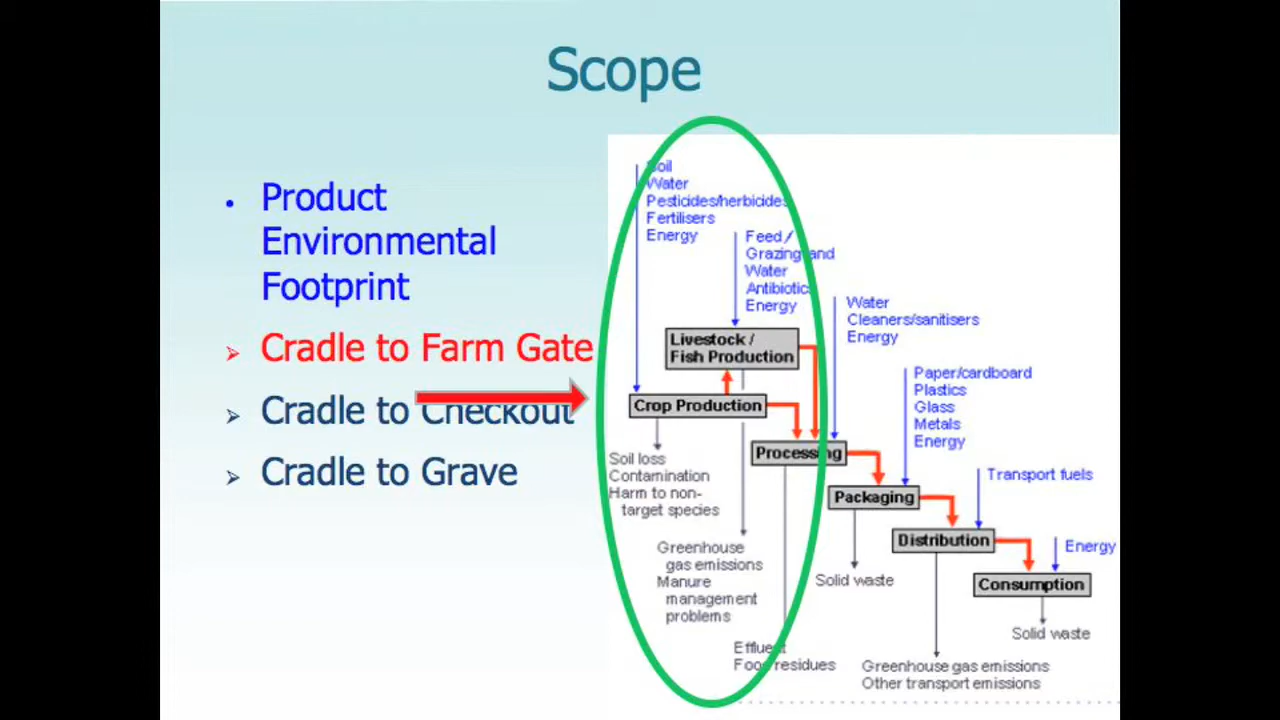 Scope
• Product
Environmental
Footprint
➢ Cradle to Farm Gate
➢ Cradle to Checkout
➢ Cradle to Grave
Soil
Water
Pesticides/herbicides
Fertilisers
Energy
Feed /
Grazing land
Water
Antibiotics
Energy
Livestock /
Fish Production
Water
Cleaners/sanitisers
Energy
Crop Production
Paper/cardboard
Plastics
Glass
Metals
Energy
Processing
Soil loss
Contamination
Harm to non-
target species
Packaging
Transport fuels
Greenhouse
gas emissions
Manure
management
problems
Distribution
Energy
Solid waste
Consumption
Effluent
Food residues
Greenhouse gas emissions
Other transport emissions
Solid waste